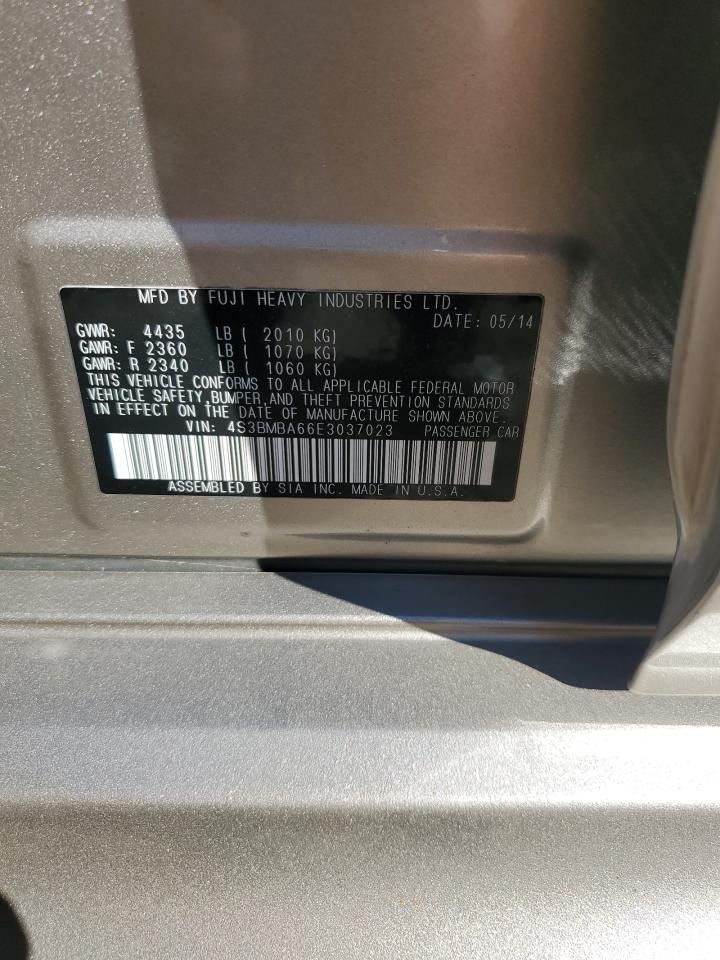 MFD BY FUJI HEAVY INDUSTRIES LTD.
DATE: 05/14
GVWR: 4435 LB ( 2010 KG)
GAWR: F 2360 LB ( 1070 KG)
GAWR: R 2340 LB ( 1060 KG)
THIS VEHICLE CONFORMS TO ALL APPLICABLE FEDERAL MOTOR
VEHICLE SAFETY, BUMPER, AND THEFT PREVENTION STANDARDS
IN EFFECT ON THE DATE OF MANUFACTURE SHOWN ABOVE.
VIN: 4S3BMBA66E3037023 PASSENGER CAR
ASSEMBLED BY SIA INC. MADE IN U.S.A.